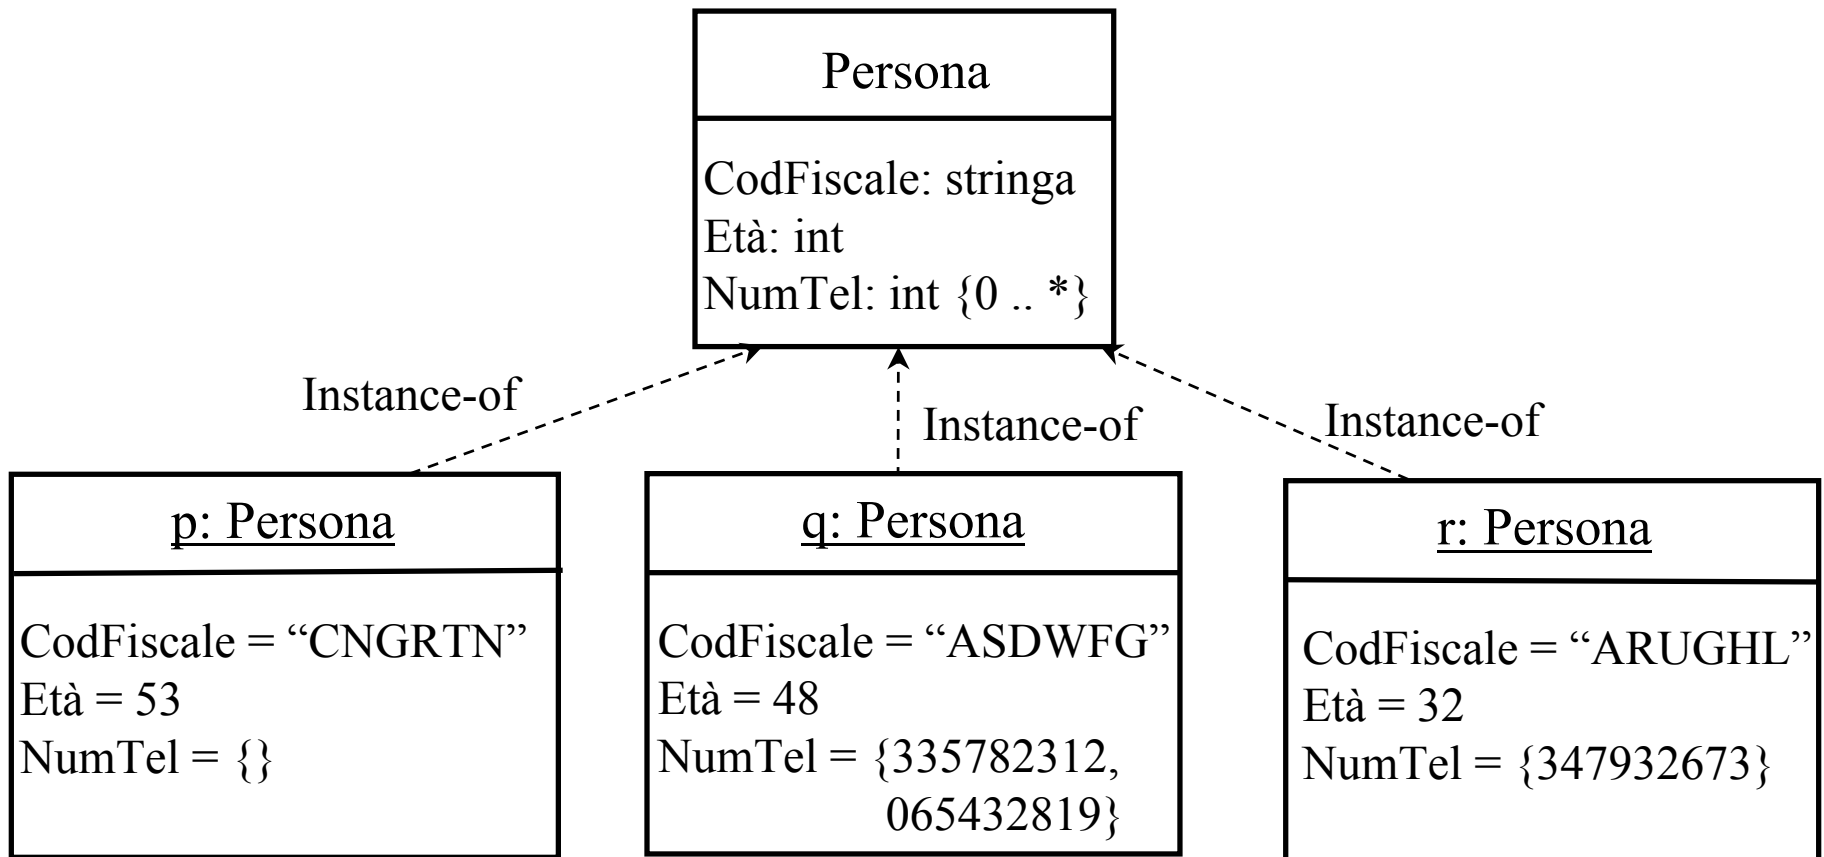 Persona
CodFiscale: stringa
Età: int
NumTel: int {0 .. *}
Instance-of
Instance-of
Instance-of
p: Persona
CodFiscale = “CNGRTN”
Età = 53
NumTel = {}
q: Persona
CodFiscale = “ASDWFG”
Età = 48
NumTel = {335782312,
065432819}
r: Persona
CodFiscale = “ARUGHL”
Età = 32
NumTel = {347932673}